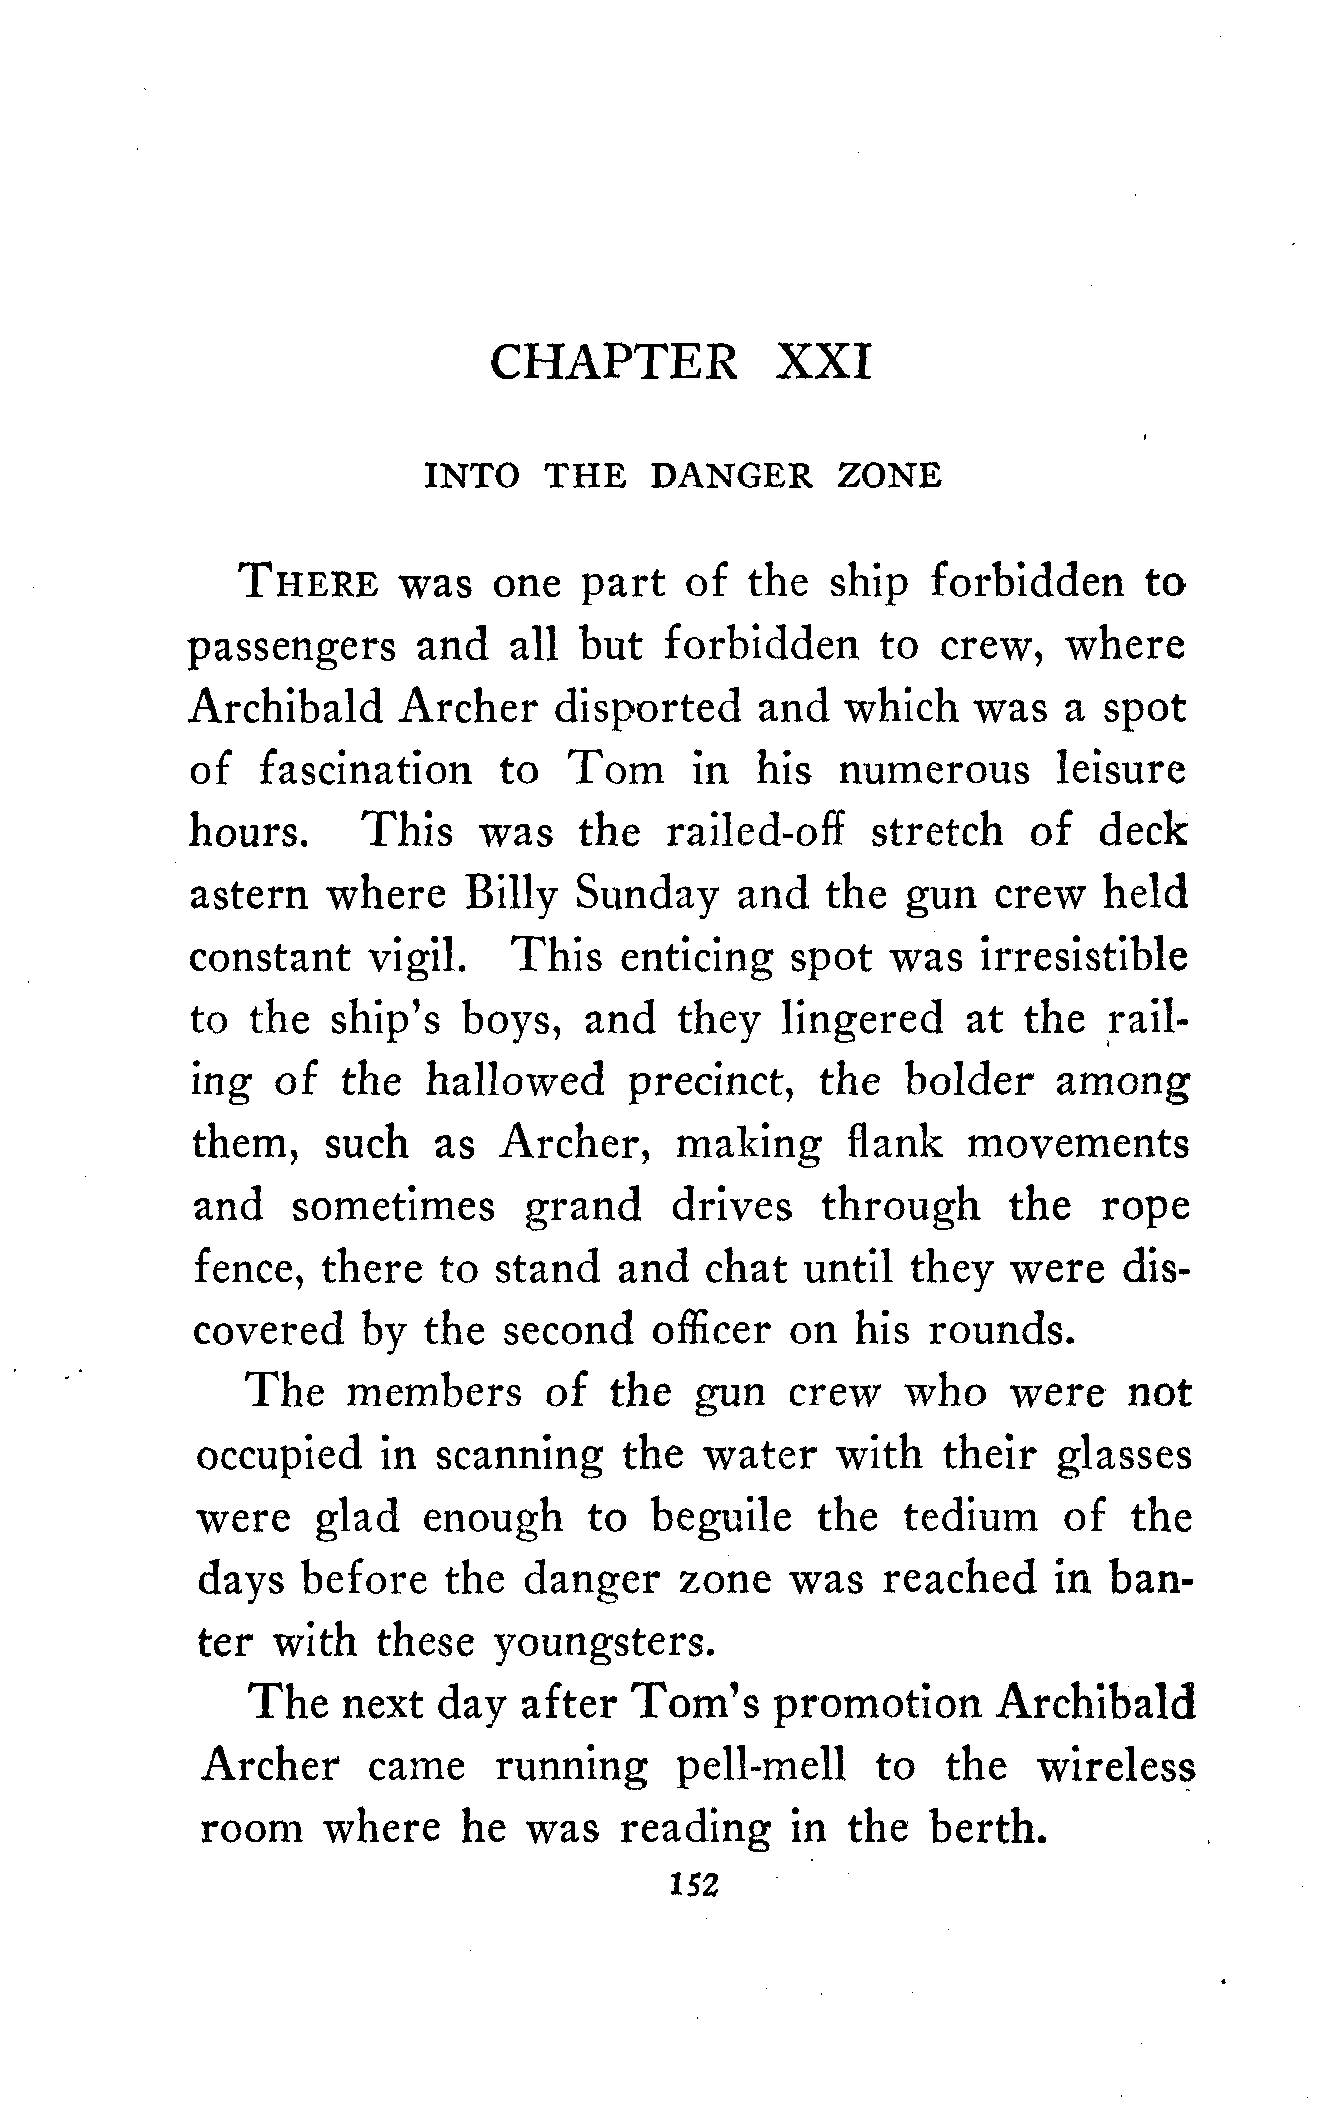 CHAPTER XXI
INTO THE DANGER ZONE
THERE was one part of the ship forbidden to
passengers and all but forbidden to crew, where
Archibald Archer disported and which was a spot
of fascination to Tom in his numerous leisure
hours. This was the railed-off stretch of deck
astern where Billy Sunday and the gun crew held
constant vigil. This enticing spot was irresistible
to the ship's boys, and they lingered at the rail-
ing of the hallowed precinct, the bolder among
them, such as Archer, making flank movements
and sometimes grand drives through the rope
fence, there to stand and chat until they were dis-
covered by the second officer on his rounds.
The members of the gun crew who were not
occupied in scanning the water with their glasses
were glad enough to beguile the tedium of the
days before the danger zone was reached in ban-
ter with these youngsters.
The next day after Tom's promotion Archibald
Archer came running pell-mell to the wireless
room where he was reading in the berth.
152